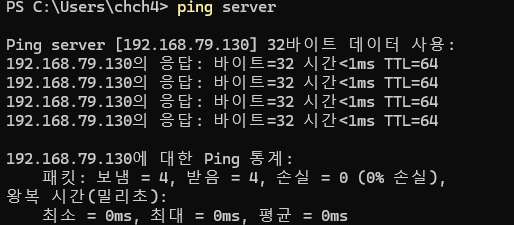 PS C:\Users\chch4> ping server
Ping server [192.168.79.130] 32바이트 데이터 사용:
192.168.79.130의 응답: 바이트=32 시간<1ms TTL=64
192.168.79.130의 응답: 바이트=32 시간<1ms TTL=64
192.168.79.130의 응답: 바이트=32 시간<1ms TTL=64
192.168.79.130의 응답: 바이트=32 시간<1ms TTL=64
192.168.79.130에 대한 Ping 통계:
패킷: 보냄 = 4, 받음 = 4, 손실 = 0 (0% 손실),
왕복 시간(밀리초):
최소 = 0ms, 최대 = 0ms, 평균 = 0ms